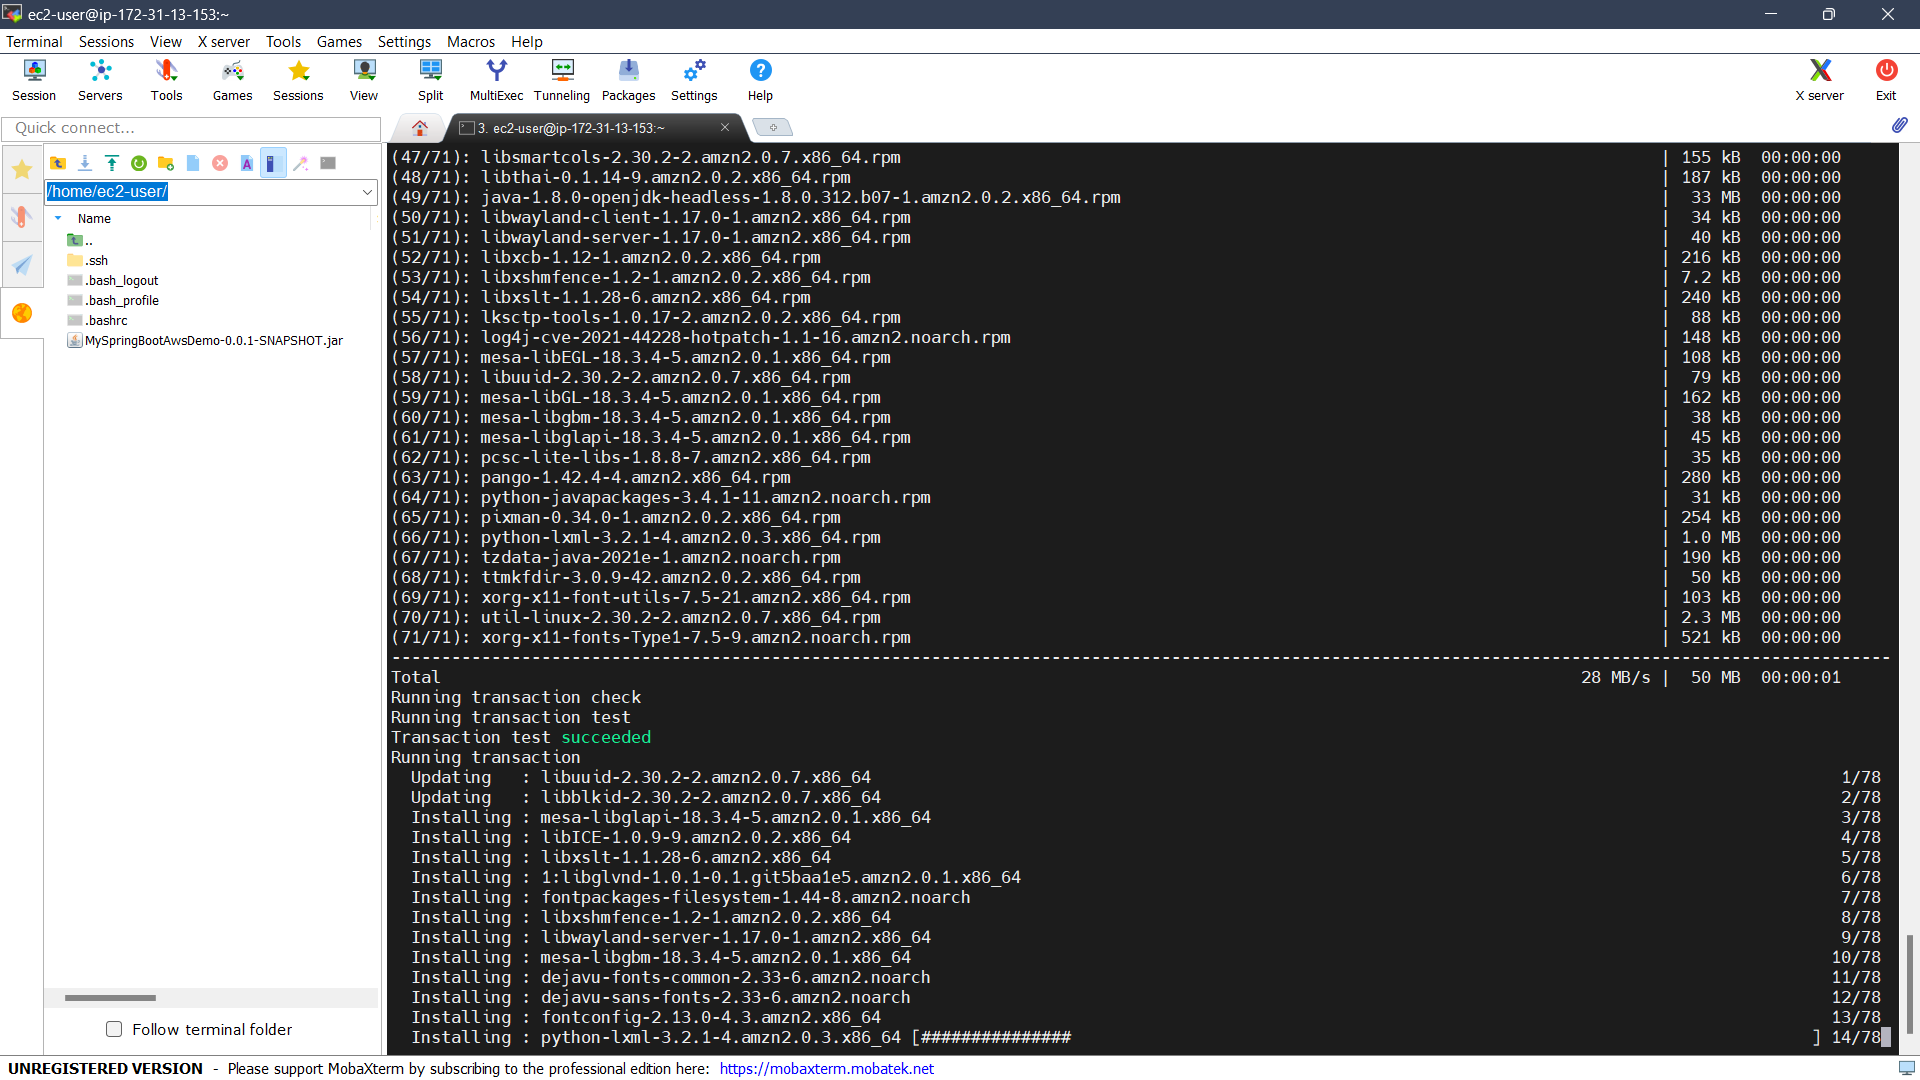 ec2-user@ip-172-31-13-153:~
Terminal Sessions View X server Tools Games Settings Macros Help
Session Servers Tools Games Sessions View Split MultiExec Tunneling Packages Settings Help X server Exit
Quick connect...
3. ec2-user@ip-172-31-13-153:~
/home/ec2-user/
Name
..
.ssh
.bash_logout
.bash_profile
.bashrc
MySpringBootAwsDemo-0.0.1-SNAPSHOT.jar
Follow terminal folder
(47/71): libsmartcols-2.30.2-2.amzn2.0.7.x86_64.rpm | 155 kB 00:00:00
(48/71): libthai-0.1.14-9.amzn2.0.2.x86_64.rpm | 187 kB 00:00:00
(49/71): java-1.8.0-openjdk-headless-1.8.0.312.b07-1.amzn2.0.2.x86_64.rpm | 33 MB 00:00:00
(50/71): libwayland-client-1.17.0-1.amzn2.x86_64.rpm | 34 kB 00:00:00
(51/71): libwayland-server-1.17.0-1.amzn2.x86_64.rpm | 40 kB 00:00:00
(52/71): libxcb-1.12-1.amzn2.0.2.x86_64.rpm | 216 kB 00:00:00
(53/71): libxshmfence-1.2-1.amzn2.0.2.x86_64.rpm | 7.2 kB 00:00:00
(54/71): libxslt-1.1.28-6.amzn2.x86_64.rpm | 240 kB 00:00:00
(55/71): lksctp-tools-1.0.17-2.amzn2.0.2.x86_64.rpm | 88 kB 00:00:00
(56/71): log4j-cve-2021-44228-hotpatch-1.1-16.amzn2.noarch.rpm | 148 kB 00:00:00
(57/71): mesa-libEGL-18.3.4-5.amzn2.0.1.x86_64.rpm | 108 kB 00:00:00
(58/71): libuuid-2.30.2-2.amzn2.0.7.x86_64.rpm | 79 kB 00:00:00
(59/71): mesa-libGL-18.3.4-5.amzn2.0.1.x86_64.rpm | 162 kB 00:00:00
(60/71): mesa-libgbm-18.3.4-5.amzn2.0.1.x86_64.rpm | 38 kB 00:00:00
(61/71): mesa-libglapi-18.3.4-5.amzn2.0.1.x86_64.rpm | 45 kB 00:00:00
(62/71): pcsc-lite-libs-1.8.8-7.amzn2.x86_64.rpm | 35 kB 00:00:00
(63/71): pango-1.42.4-4.amzn2.x86_64.rpm | 280 kB 00:00:00
(64/71): python-javapackages-3.4.1-11.amzn2.noarch.rpm | 31 kB 00:00:00
(65/71): pixman-0.34.0-1.amzn2.0.2.x86_64.rpm | 254 kB 00:00:00
(66/71): python-lxml-3.2.1-4.amzn2.0.3.x86_64.rpm | 1.0 MB 00:00:00
(67/71): tzdata-java-2021e-1.amzn2.noarch.rpm | 190 kB 00:00:00
(68/71): ttmkfdir-3.0.9-42.amzn2.0.2.x86_64.rpm | 50 kB 00:00:00
(69/71): xorg-x11-font-utils-7.5-21.amzn2.x86_64.rpm | 103 kB 00:00:00
(70/71): util-linux-2.30.2-2.amzn2.0.7.x86_64.rpm | 2.3 MB 00:00:00
(71/71): xorg-x11-fonts-Type1-7.5-9.amzn2.noarch.rpm | 521 kB 00:00:00
------------------------------------------------------------------------------------------------------------------------------------------------------
Total 28 MB/s | 50 MB 00:00:01
Running transaction check
Running transaction test
Transaction test succeeded
Running transaction
Updating : libuuid-2.30.2-2.amzn2.0.7.x86_64 1/78
Updating : libblkid-2.30.2-2.amzn2.0.7.x86_64 2/78
Installing : mesa-libglapi-18.3.4-5.amzn2.0.1.x86_64 3/78
Installing : libICE-1.0.9-9.amzn2.0.2.x86_64 4/78
Installing : libxslt-1.1.28-6.amzn2.x86_64 5/78
Installing : 1:libglvnd-1.0.1-0.1.git5baa1e5.amzn2.0.1.x86_64 6/78
Installing : fontpackages-filesystem-1.44-8.amzn2.noarch 7/78
Installing : libxshmfence-1.2-1.amzn2.0.2.x86_64 8/78
Installing : libwayland-server-1.17.0-1.amzn2.x86_64 9/78
Installing : mesa-libgbm-18.3.4-5.amzn2.0.1.x86_64 10/78
Installing : dejavu-fonts-common-2.33-6.amzn2.noarch 11/78
Installing : dejavu-sans-fonts-2.33-6.amzn2.noarch 12/78
Installing : fontconfig-2.13.0-4.3.amzn2.x86_64 13/78
Installing : python-lxml-3.2.1-4.amzn2.0.3.x86_64 [############### ] 14/78
UNREGISTERED VERSION - Please support MobaXterm by subscribing to the professional edition here: https://mobaxterm.mobatek.net